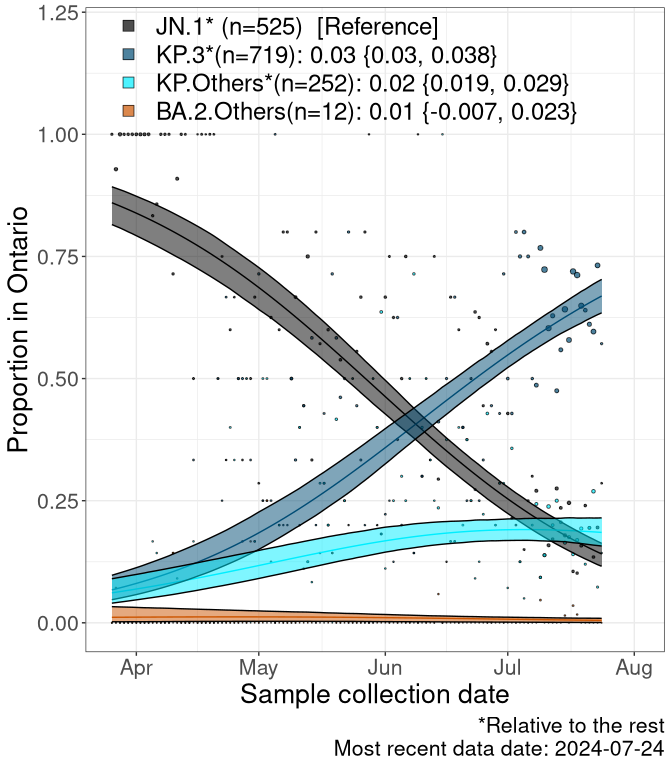 JN.1* (n=525)  [Reference]
KP.3*(n=719): 0.03 {0.03, 0.038}
KP.Others*(n=252): 0.02 {0.019, 0.029}
BA.2.Others(n=12): 0.01 {-0.007, 0.023}
1.25
1.00
0.75
0.50
0.25
0.00
Proportion in Ontario
Apr May Jun Jul Aug
Sample collection date
*Relative to the rest
Most recent data date: 2024-07-24